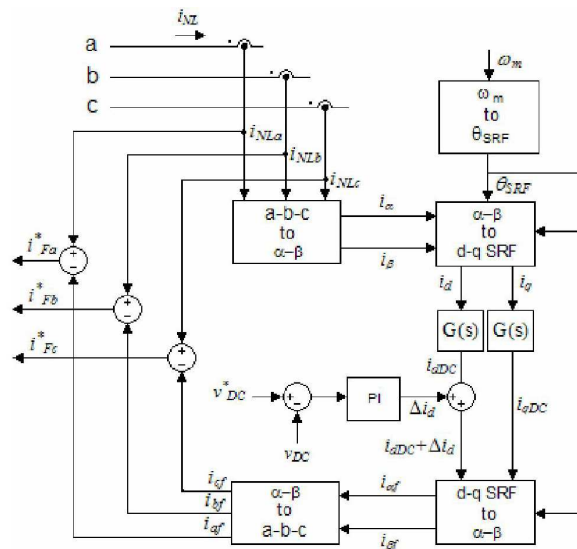 i_NL
a
b
c
ω_m
ω_m
to
θ_SRF
i_NLa
i_NLb
i_NLc
θ_SRF
a-b-c
to
α-β
i_α
i_β
α-β
to
d-q SRF
i*_Fa
+
-
i*_Fb
+
-
i*_Fc
+
-
i_d
i_q
G(s)
G(s)
i_dDC
i_qDC
v*_DC
+
-
PI
Δi_d
+
+
v_DC
i_dDC+Δi_d
i_cf
i_bf
i_af
α-β
to
a-b-c
i_αf
i_βf
d-q SRF
to
α-β